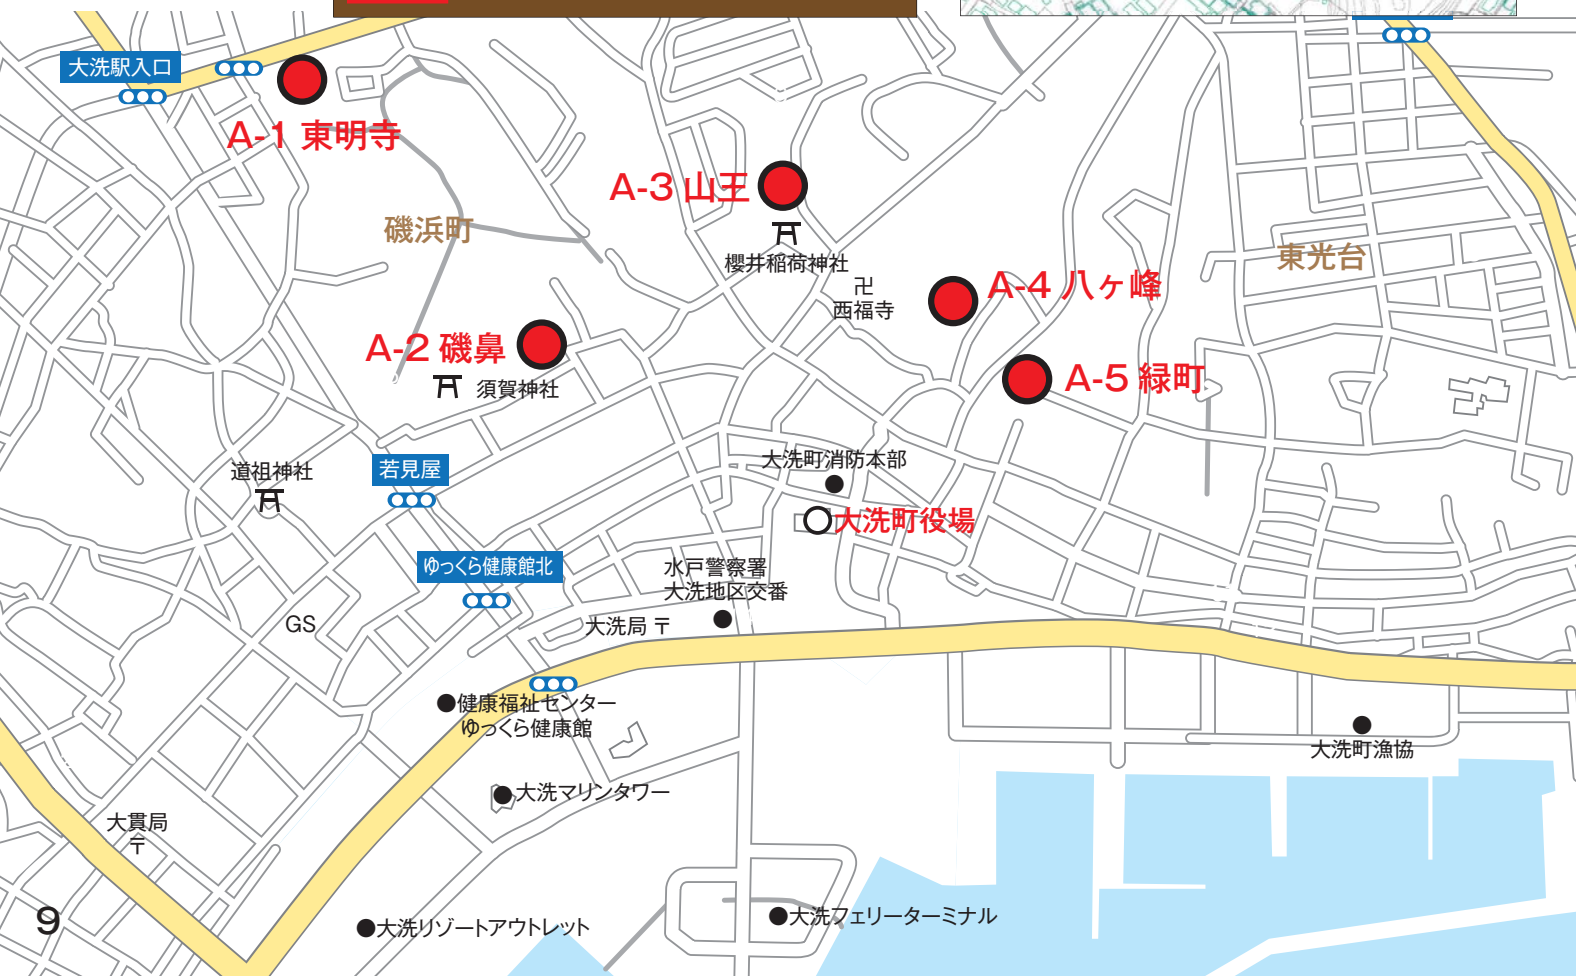 大洗駅入口
A-1 東明寺
A-3 山王
磯浜町
東光台
櫻井稲荷神社
卍
西福寺
A-4 八ヶ峰
A-2 磯鼻
須賀神社
A-5 緑町
道祖神社
若見屋
大洗町消防本部
大洗町役場
ゆっくら健康館北
水戸警察署
大洗地区交番
GS
大洗局 〒
健康福祉センター
ゆっくら健康館
大洗町漁協
大洗マリンタワー
大貫局
〒
9
大洗リゾートアウトレット
大洗フェリーターミナル